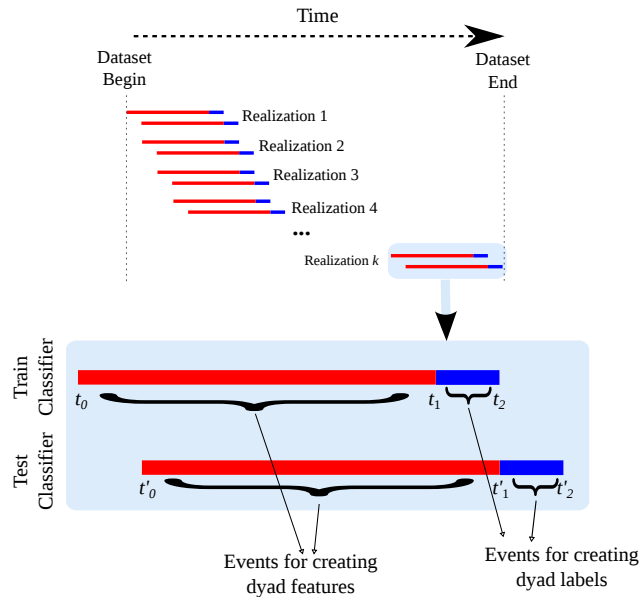 Time
Dataset
Begin
Dataset
End
Realization 1
Realization 2
Realization 3
Realization 4
...
Realization k
Train
Classifier
t0
t1
t2
Test
Classifier
t'0
t'1
t'2
Events for creating
dyad features
Events for creating
dyad labels